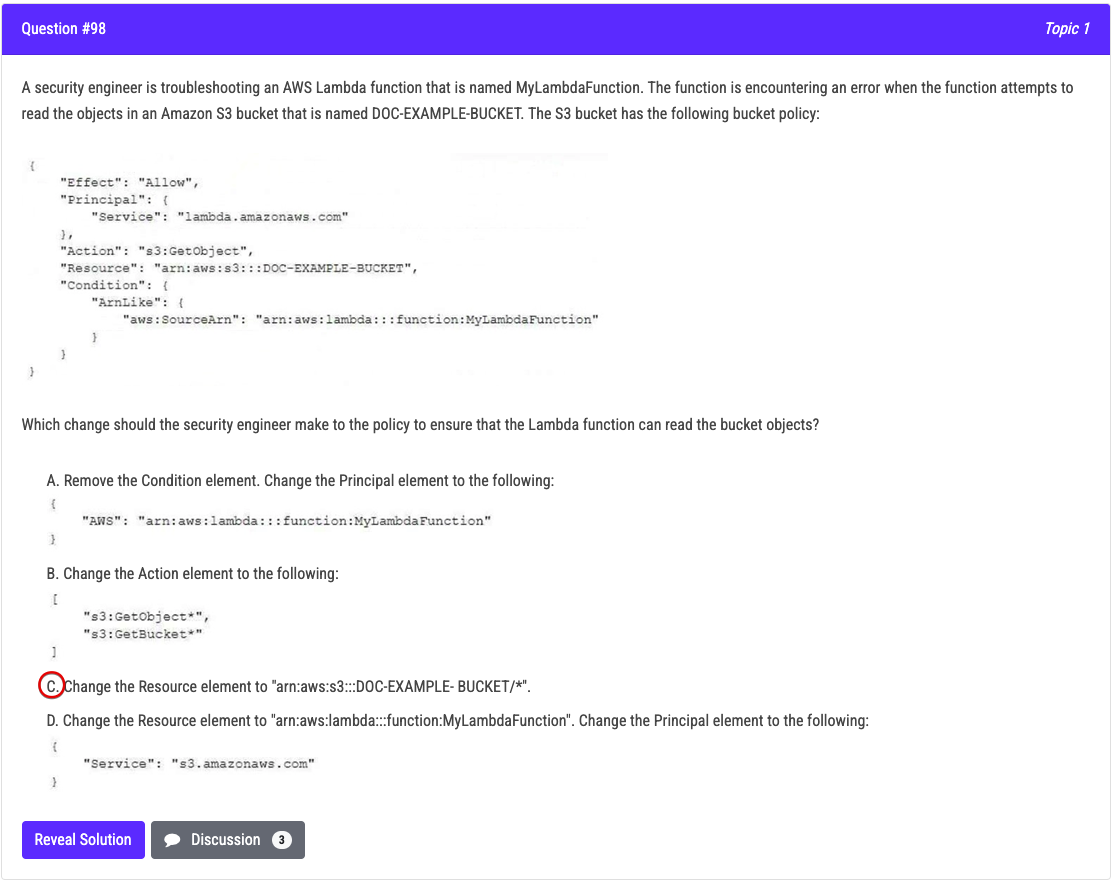 Question #98
Topic 1
A security engineer is troubleshooting an AWS Lambda function that is named MyLambdaFunction. The function is encountering an error when the function attempts to
read the objects in an Amazon S3 bucket that is named DOC-EXAMPLE-BUCKET. The S3 bucket has the following bucket policy:
{
"Effect": "Allow",
"Principal": {
"Service": "lambda.amazonaws.com"
},
"Action": "s3:GetObject",
"Resource": "arn:aws:s3:::DOC-EXAMPLE-BUCKET",
"Condition": {
"ArnLike": {
"aws:SourceArn": "arn:aws:lambda:::function:MyLambdaFunction"
}
}
}
Which change should the security engineer make to the policy to ensure that the Lambda function can read the bucket objects?
A. Remove the Condition element. Change the Principal element to the following:
{
"AWS": "arn:aws:lambda:::function:MyLambdaFunction"
}
B. Change the Action element to the following:
[
"s3:GetObject*",
"s3:GetBucket*"
]
C. Change the Resource element to "arn:aws:s3:::DOC-EXAMPLE- BUCKET/*".
D. Change the Resource element to "arn:aws:lambda:::function:MyLambdaFunction". Change the Principal element to the following:
{
"Service": "s3.amazonaws.com"
}
Reveal Solution
Discussion 3